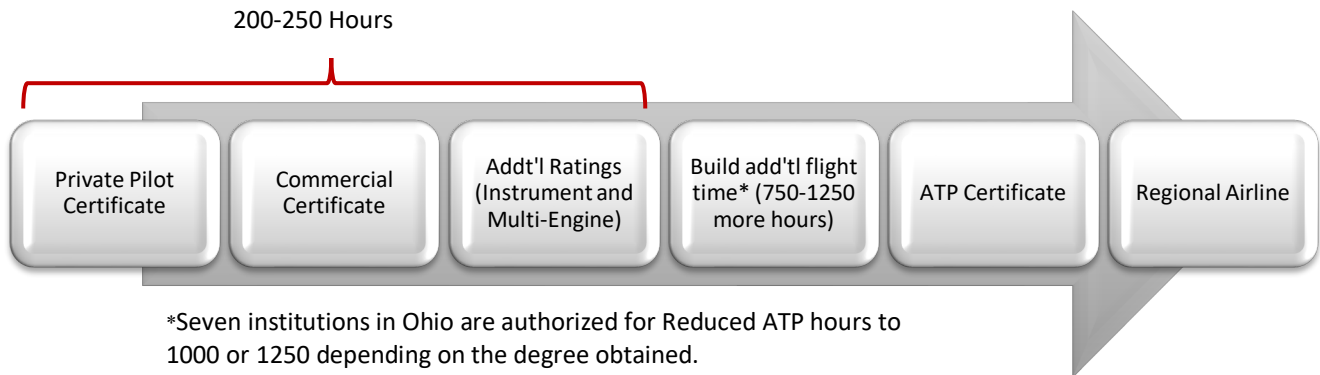 200-250 Hours
Private Pilot
Certificate
Commercial
Certificate
Addt'l Ratings
(Instrument and
Multi-Engine)
Build add'tl flight
time* (750-1250
more hours)
ATP Certificate
Regional Airline
*Seven institutions in Ohio are authorized for Reduced ATP hours to
1000 or 1250 depending on the degree obtained.